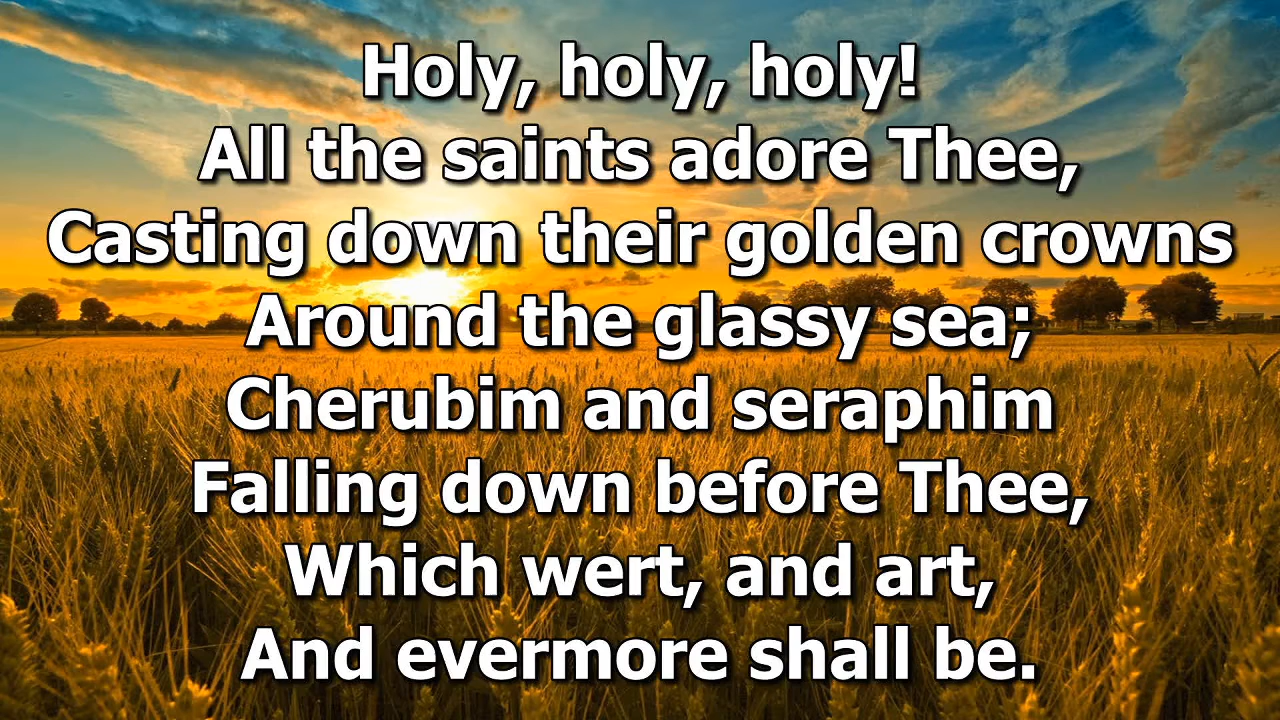 Holy, holy, holy!
All the saints adore Thee,
Casting down their golden crowns
Around the glassy sea;
Cherubim and seraphim
Falling down before Thee,
Which wert, and art,
And evermore shall be.